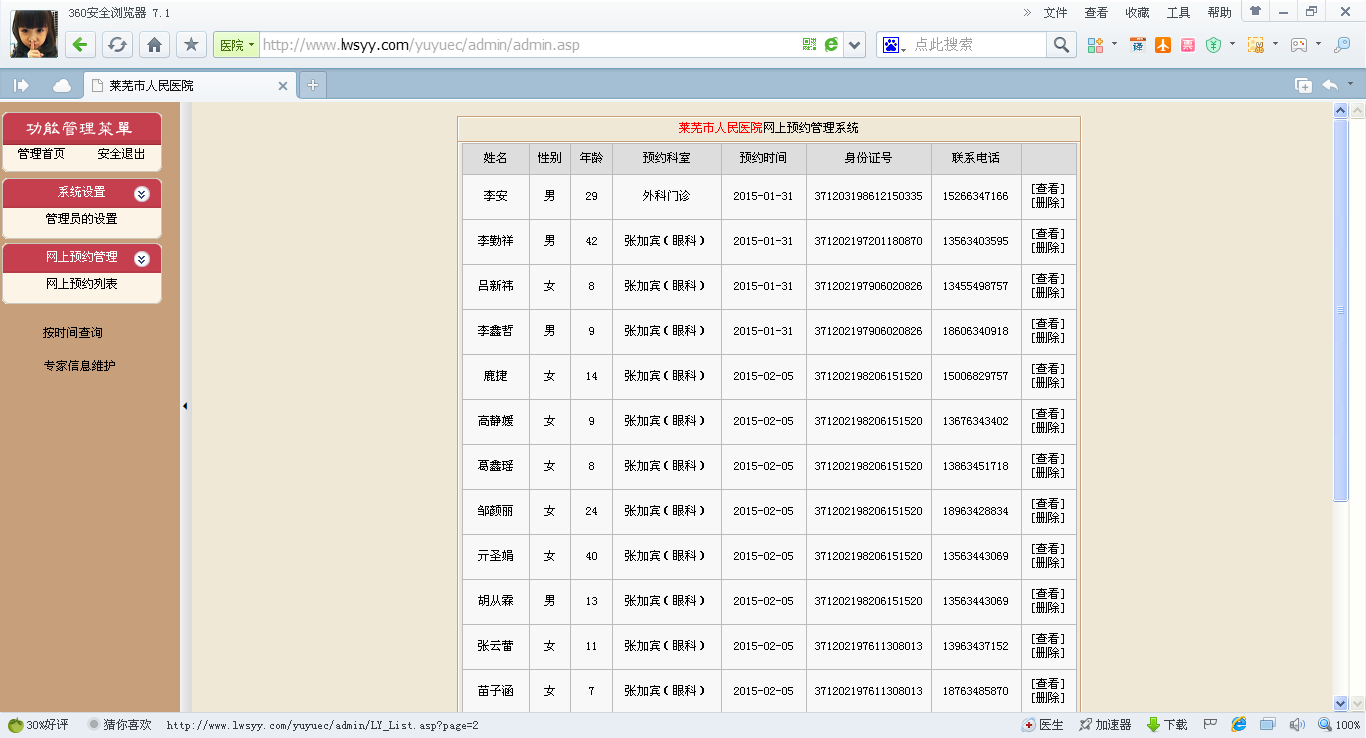 360安全浏览器 7.1
文件 查看 收藏 工具 帮助
医院 http://www.lwsyy.com/yuyuec/admin/admin.asp 点此搜索
莱芜市人民医院
功能管理菜單
管理首页 安全退出
系统设置
管理员的设置
网上预约管理
网上预约列表
按时间查询
专家信息维护
莱芜市人民医院网上预约管理系统
姓名 性别 年龄 预约科室 预约时间 身份证号 联系电话
李安 男 29 外科门诊 2015-01-31 371203198612150335 15266347166 [查看]
[删除]
李勤祥 男 42 张加宾(眼科) 2015-01-31 371202197201180870 13563403595 [查看]
[删除]
吕新祎 女 8 张加宾(眼科) 2015-01-31 371202197906020826 13455498757 [查看]
[删除]
李鑫哲 男 9 张加宾(眼科) 2015-01-31 371202197906020826 18606340918 [查看]
[删除]
鹿捷 女 14 张加宾(眼科) 2015-02-05 371202198206151520 15006829757 [查看]
[删除]
高静媛 女 9 张加宾(眼科) 2015-02-05 371202198206151520 13676343402 [查看]
[删除]
葛鑫瑶 女 8 张加宾(眼科) 2015-02-05 371202198206151520 13863451718 [查看]
[删除]
邹颜丽 女 24 张加宾(眼科) 2015-02-05 371202198206151520 18963428834 [查看]
[删除]
亓圣娟 女 40 张加宾(眼科) 2015-02-05 371202198206151520 13563443069 [查看]
[删除]
胡从霖 男 13 张加宾(眼科) 2015-02-05 371202198206151520 13563443069 [查看]
[删除]
张云蕾 女 11 张加宾(眼科) 2015-02-05 371202197611308013 13963437152 [查看]
[删除]
苗子涵 女 7 张加宾(眼科) 2015-02-05 371202197611308013 18763485870 [查看]
[删除]
30%好评 猜你喜欢 http://www.lwsyy.com/yuyuec/admin/LY_List.asp?page=2 医生 加速器 下载 100%